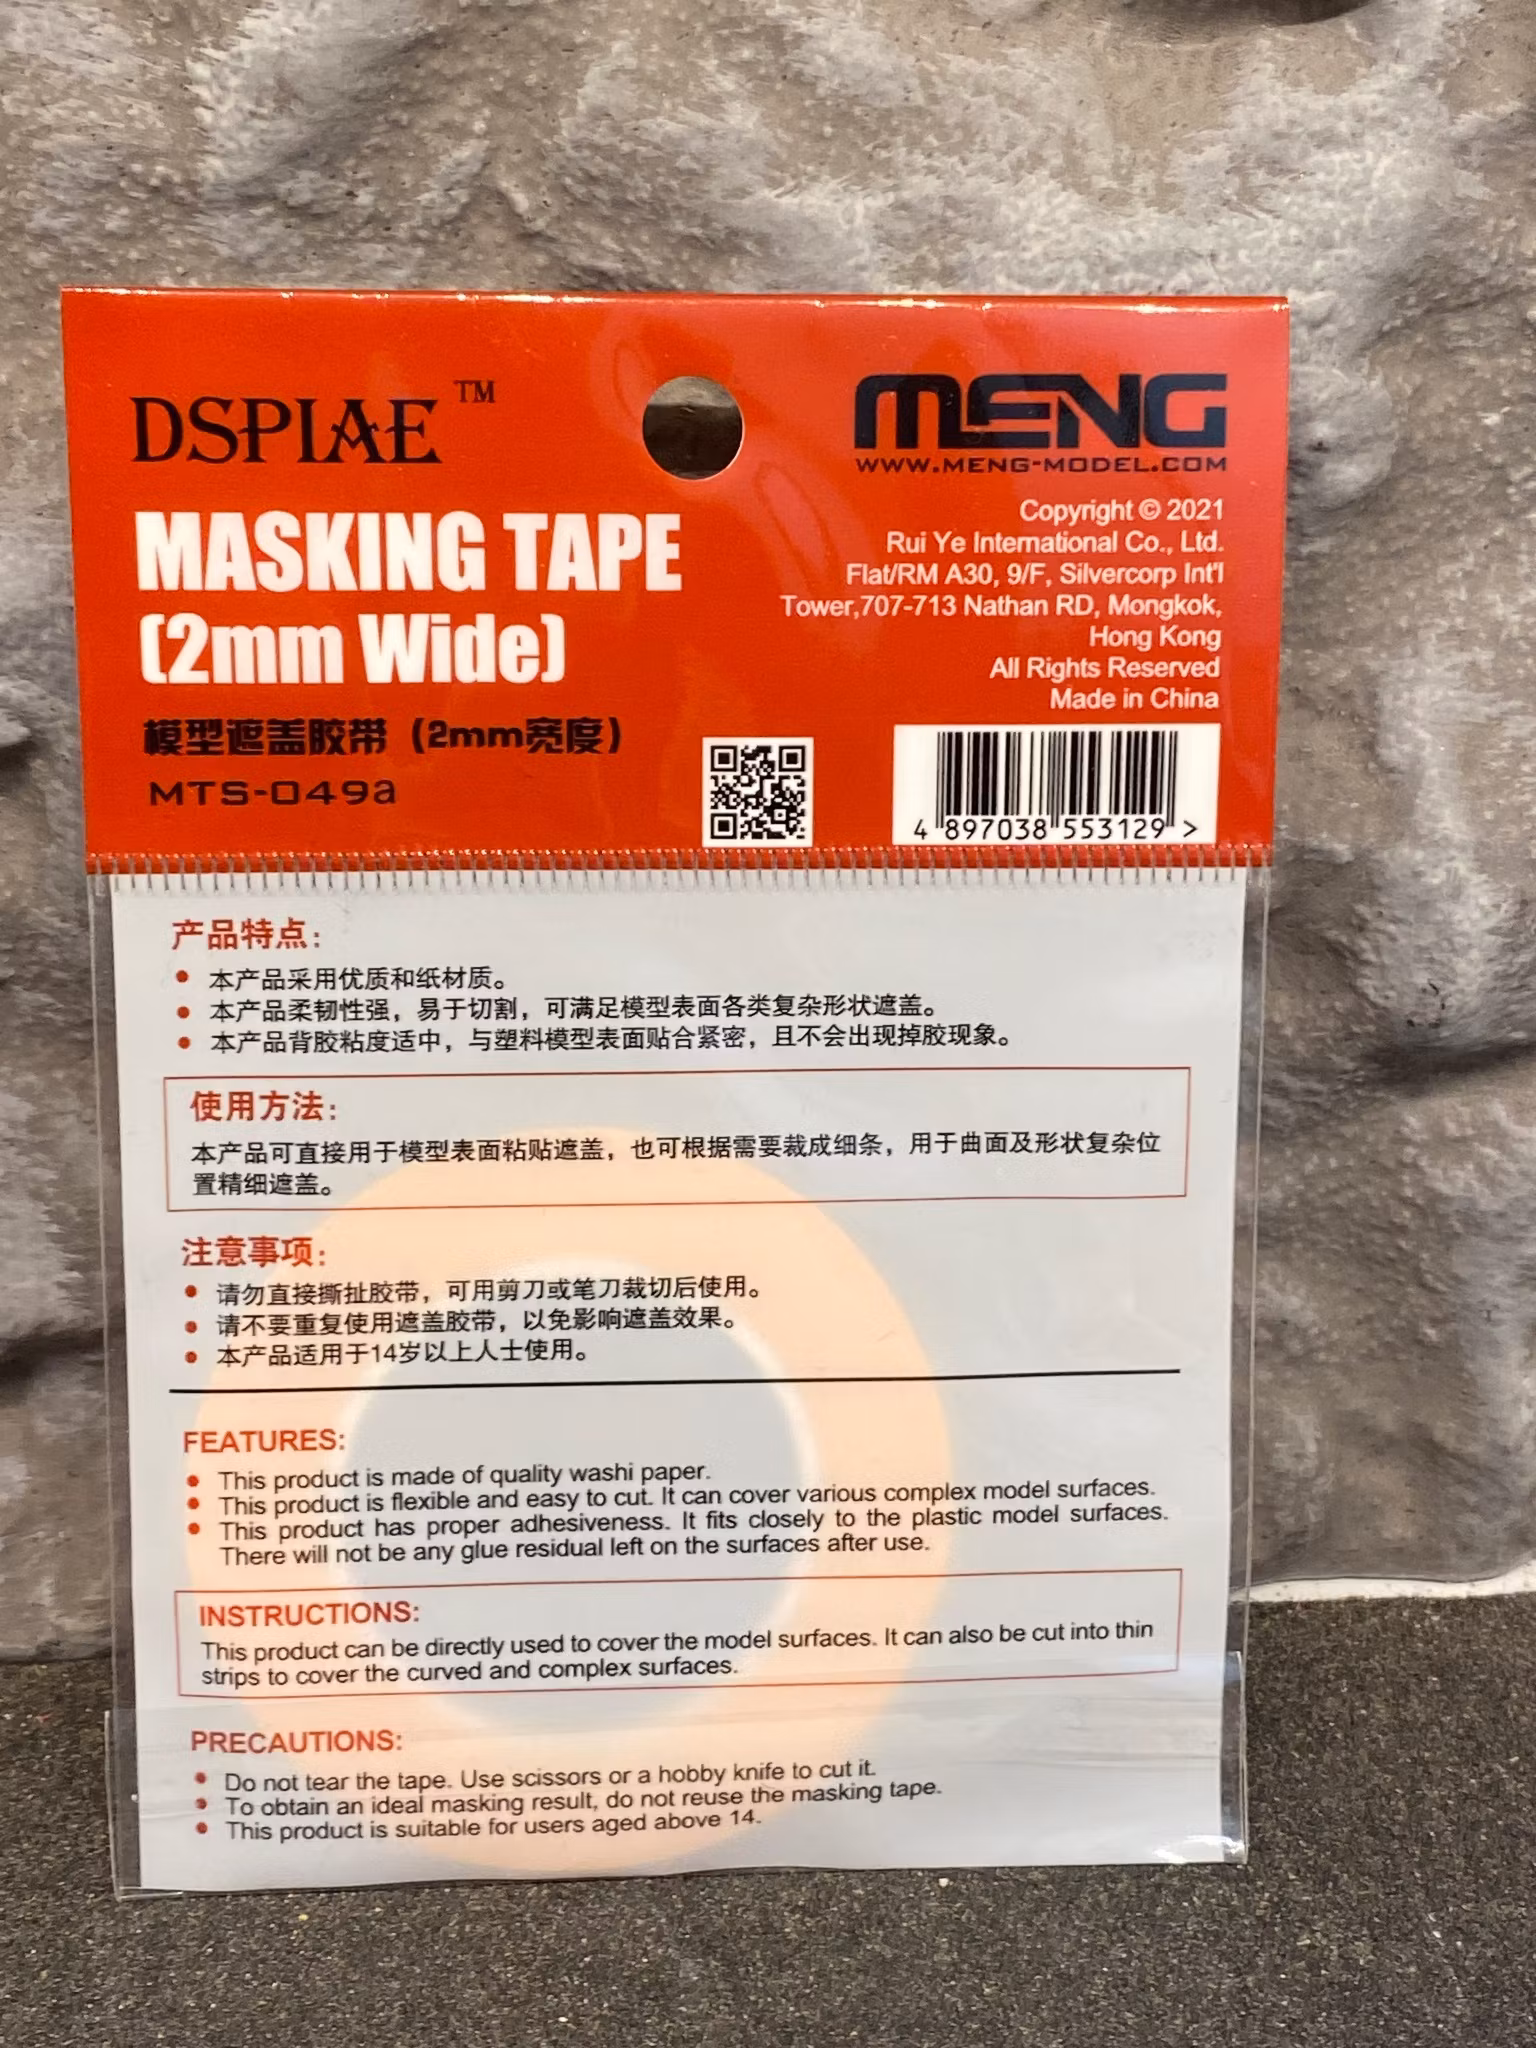 DSPIAE™
MASKING TAPE
(2mm Wide)
模型遮盖胶带（2mm宽度）
MTS-049a
MENG
WWW.MENG-MODEL.COM
Copyright © 2021
Rui Ye International Co., Ltd.
Flat/RM A30, 9/F, Silvercorp Int'l
Tower,707-713 Nathan RD, Mongkok,
Hong Kong
All Rights Reserved
Made in China
4 897038 553129 >
产品特点：
● 本产品采用优质和纸材质。
● 本产品柔韧性强，易于切割，可满足模型表面各类复杂形状遮盖。
● 本产品背胶粘度适中，与塑料模型表面贴合紧密，且不会出现掉胶现象。
使用方法：
本产品可直接用于模型表面粘贴遮盖，也可根据需要裁成细条，用于曲面及形状复杂位
置精细遮盖。
注意事项：
● 请勿直接撕扯胶带，可用剪刀或笔刀裁切后使用。
● 请不要重复使用遮盖胶带，以免影响遮盖效果。
● 本产品适用于14岁以上人士使用。
FEATURES:
● This product is made of quality washi paper.
● This product is flexible and easy to cut. It can cover various complex model surfaces.
● This product has proper adhesiveness. It fits closely to the plastic model surfaces.
There will not be any glue residual left on the surfaces after use.
INSTRUCTIONS:
This product can be directly used to cover the model surfaces. It can also be cut into thin
strips to cover the curved and complex surfaces.
PRECAUTIONS:
● Do not tear the tape. Use scissors or a hobby knife to cut it.
● To obtain an ideal masking result, do not reuse the masking tape.
● This product is suitable for users aged above 14.